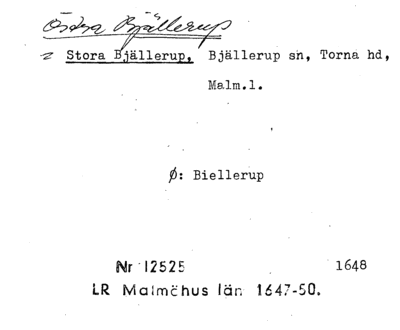 Östra Bjällerup
Stora Bjällerup, Bjällerup sn, Torna hd,
Malm.l.
Ø: Biellerup
Nr 12525 1648
LR Malmöhus län 1647-50.